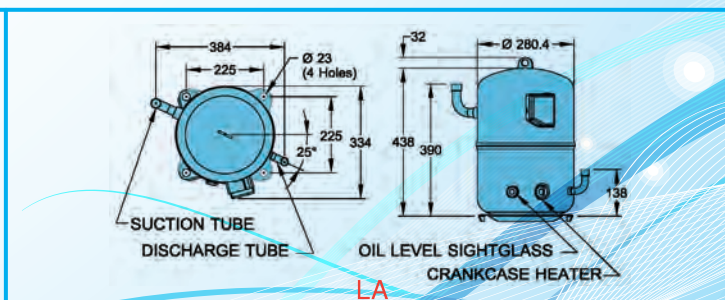 384
225
Ø 23
(4 Holes)
225
334
25°
SUCTION TUBE
DISCHARGE TUBE
32
Ø 280.4
438
390
138
OIL LEVEL SIGHTGLASS
CRANKCASE HEATER
LA